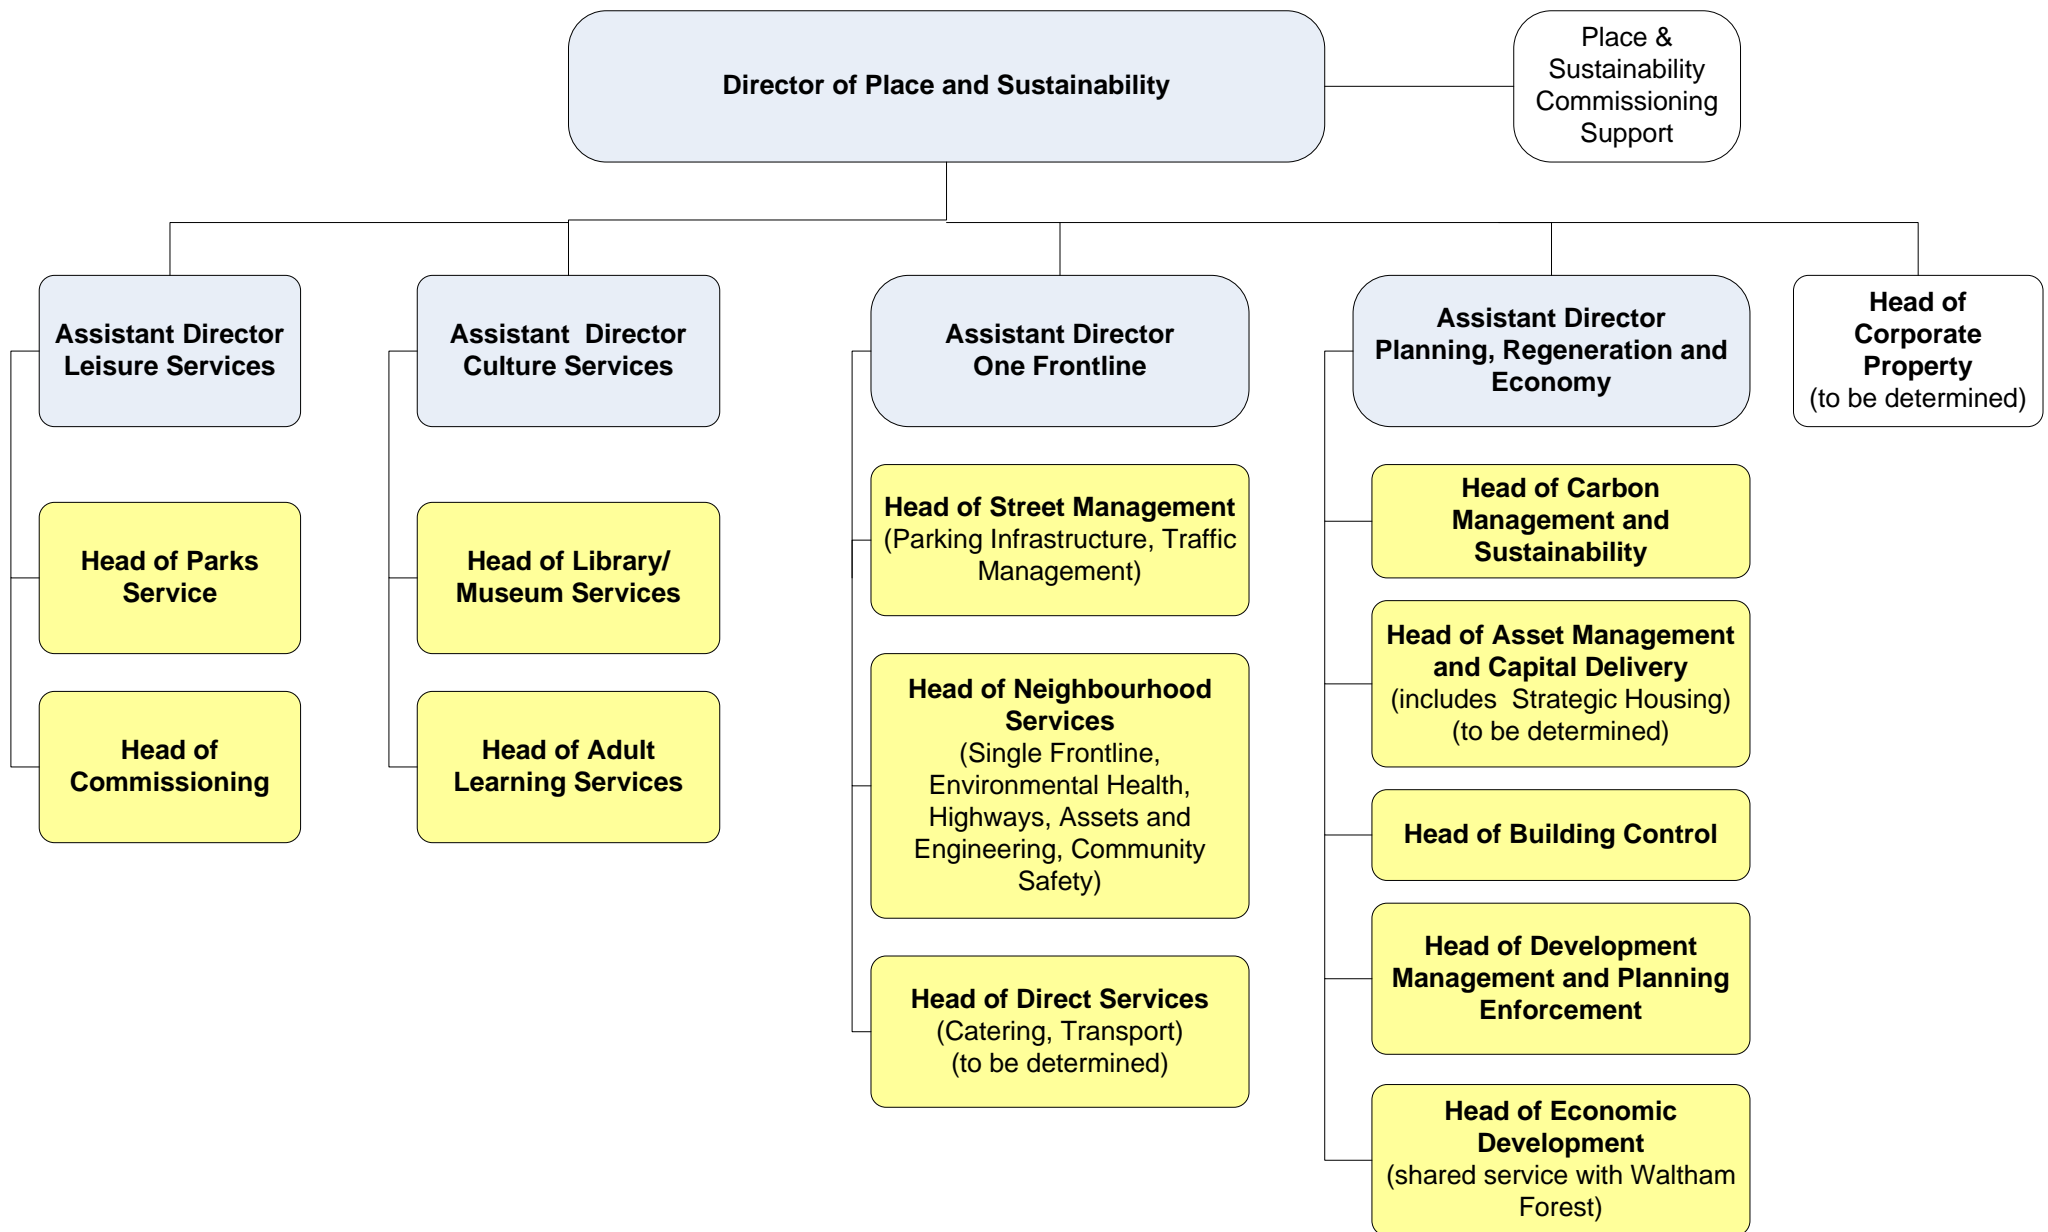 Director of Place and Sustainability
Place &
Sustainability
Commissioning
Support
Assistant Director
Leisure Services
Head of Parks
Service
Head of
Commissioning
Assistant  Director
Culture Services
Head of Library/
Museum Services
Head of Adult
Learning Services
Assistant Director
One Frontline
Head of Street Management
(Parking Infrastructure, Traffic
Management)
Head of Neighbourhood
Services
(Single Frontline,
Environmental Health,
Highways, Assets and
Engineering, Community
Safety)
Head of Direct Services
(Catering, Transport)
(to be determined)
Assistant Director
Planning, Regeneration and
Economy
Head of Carbon
Management and
Sustainability
Head of Asset Management
and Capital Delivery
(includes  Strategic Housing)
(to be determined)
Head of Building Control
Head of Development
Management and Planning
Enforcement
Head of Economic
Development
(shared service with Waltham
Forest)
Head of
Corporate
Property
(to be determined)